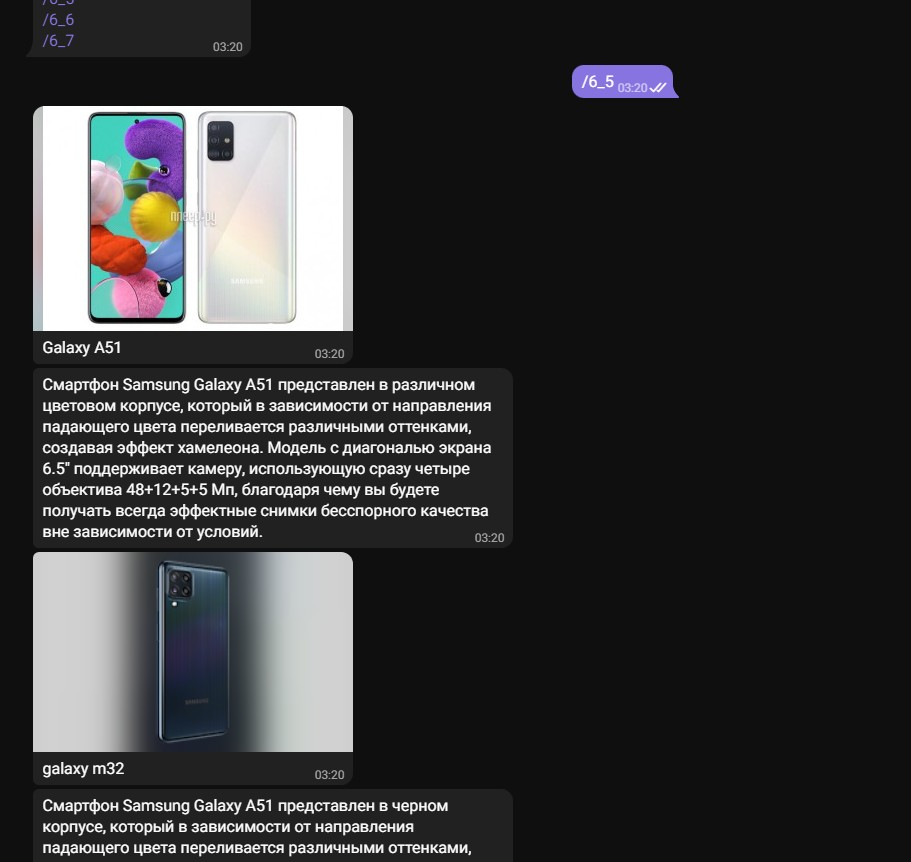 /6_6
/6_7
03:20
/6_5 03:20
плеер.ру
SAMSUNG
Galaxy A51
03:20
Смартфон Samsung Galaxy A51 представлен в различном
цветовом корпусе, который в зависимости от направления
падающего цвета переливается различными оттенками,
создавая эффект хамелеона. Модель с диагональю экрана
6.5" поддерживает камеру, использующую сразу четыре
объектива 48+12+5+5 Мп, благодаря чему вы будете
получать всегда эффектные снимки бесспорного качества
вне зависимости от условий.
03:20
SAMSUNG
galaxy m32
03:20
Смартфон Samsung Galaxy A51 представлен в черном
корпусе, который в зависимости от направления
падающего цвета переливается различными оттенками,